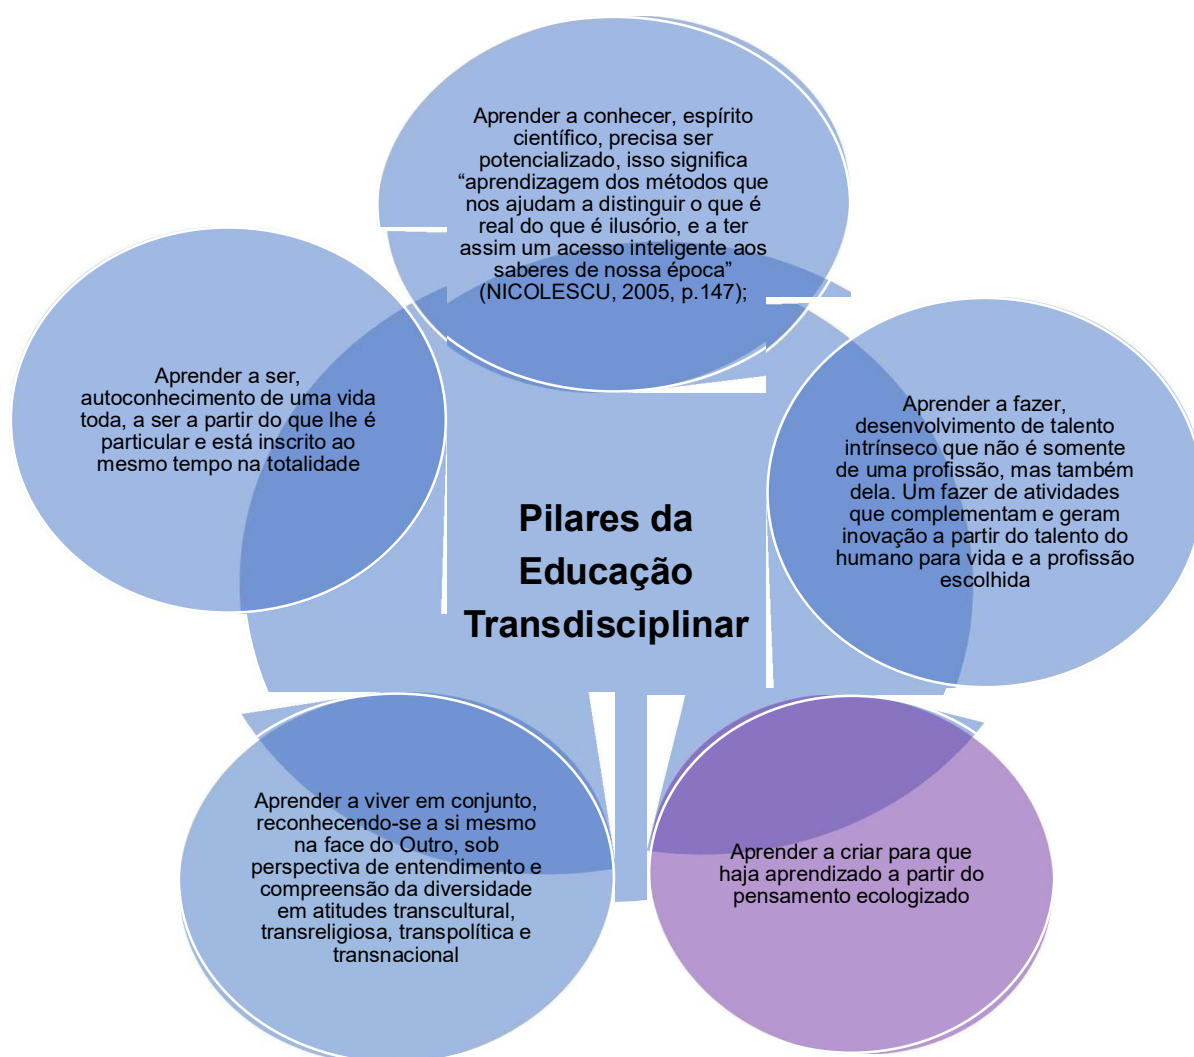 Aprender a conhecer, espírito
científico, precisa ser
potencializado, isso significa
“aprendizagem dos métodos que
nos ajudam a distinguir o que é
real do que é ilusório, e a ter
assim um acesso inteligente aos
saberes de nossa época”
(NICOLESCU, 2005, p.147);
Aprender a ser,
autoconhecimento de uma vida
toda, a ser a partir do que lhe é
particular e está inscrito ao
mesmo tempo na totalidade
Aprender a fazer,
desenvolvimento de talento
intrínseco que não é somente
de uma profissão, mas também
dela. Um fazer de atividades
que complementam e geram
inovação a partir do talento do
humano para vida e a profissão
escolhida
Pilares da
Educação
Transdisciplinar
Aprender a viver em conjunto,
reconhecendo-se a si mesmo
na face do Outro, sob
perspectiva de entendimento e
compreensão da diversidade
em atitudes transcultural,
transreligiosa, transpolítica e
transnacional
Aprender a criar para que
haja aprendizado a partir do
pensamento ecologizado